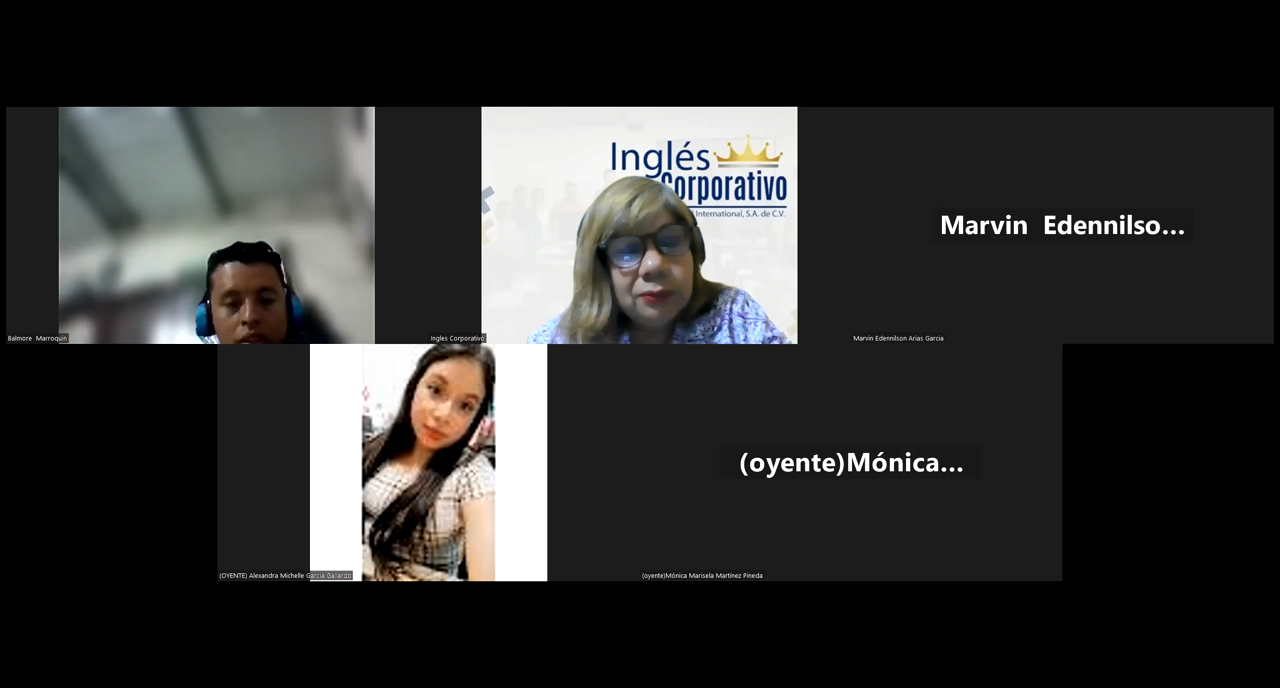 Inglés
Corporativo
International, S.A. de C.V.
Marvin Edennilso...
Balmore Marroquin
Ingles Corporativo
Marvin Edennilson Arias Garcia
(oyente)Mónica...
(OYENTE) Alexandra Michelle Garcia Gallardo
(oyente)Mónica Marisela Martínez Pineda